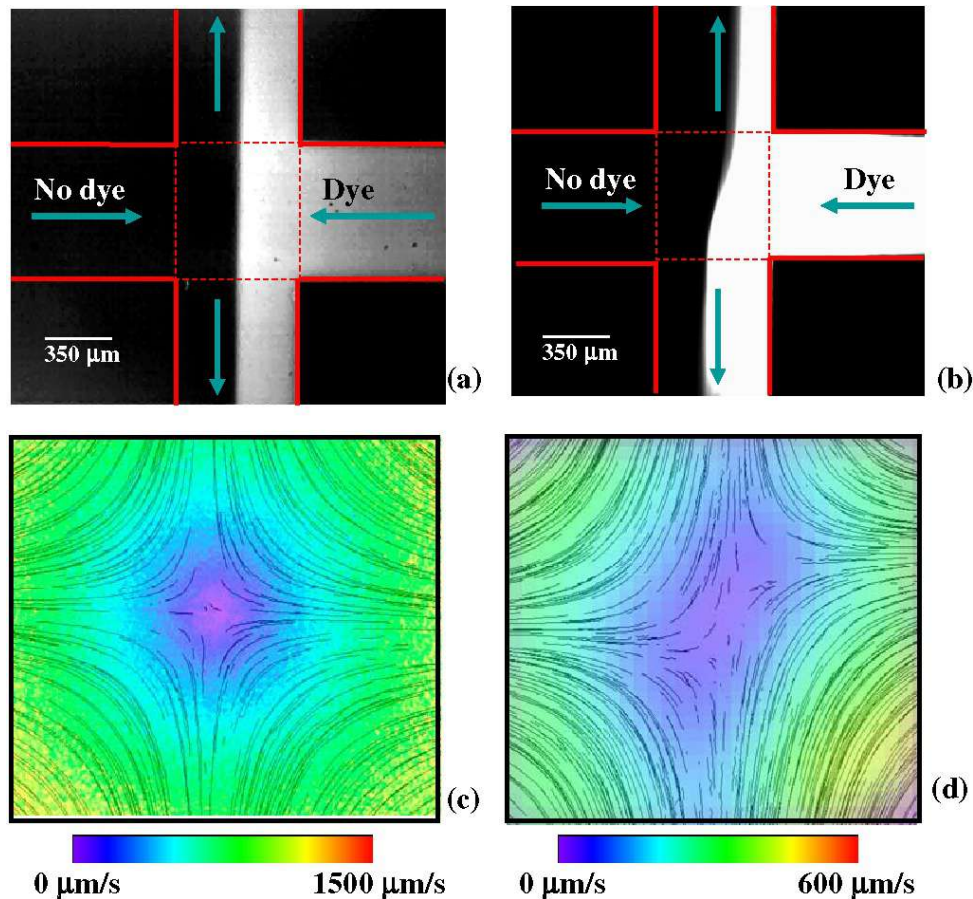 No dye
Dye
350 μm
(a)
No dye
Dye
350 μm
(b)
(c)
(d)
0 μm/s
1500 μm/s
0 μm/s
600 μm/s